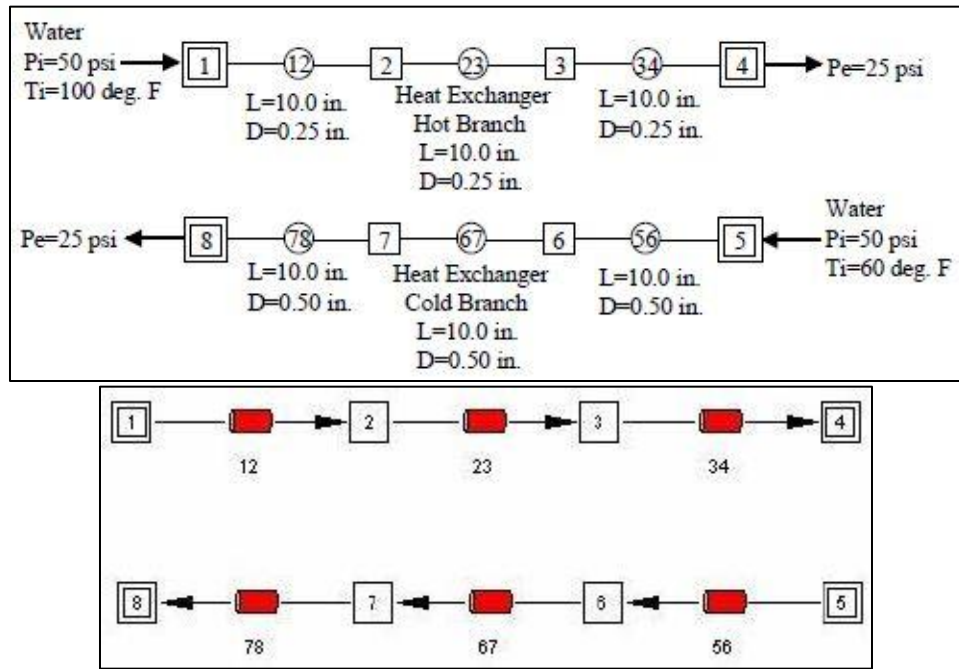 Water
Pi=50 psi
Ti=100 deg. F
1
12
2
23
3
34
4
Pe=25 psi
L=10.0 in.
D=0.25 in.
Heat Exchanger
Hot Branch
L=10.0 in.
D=0.25 in.
L=10.0 in.
D=0.25 in.
Pe=25 psi
8
78
7
67
6
56
5
Water
Pi=50 psi
Ti=60 deg. F
L=10.0 in.
D=0.50 in.
Heat Exchanger
Cold Branch
L=10.0 in.
D=0.50 in.
L=10.0 in.
D=0.50 in.
1
2
3
4
12
23
34
8
7
6
5
78
67
56